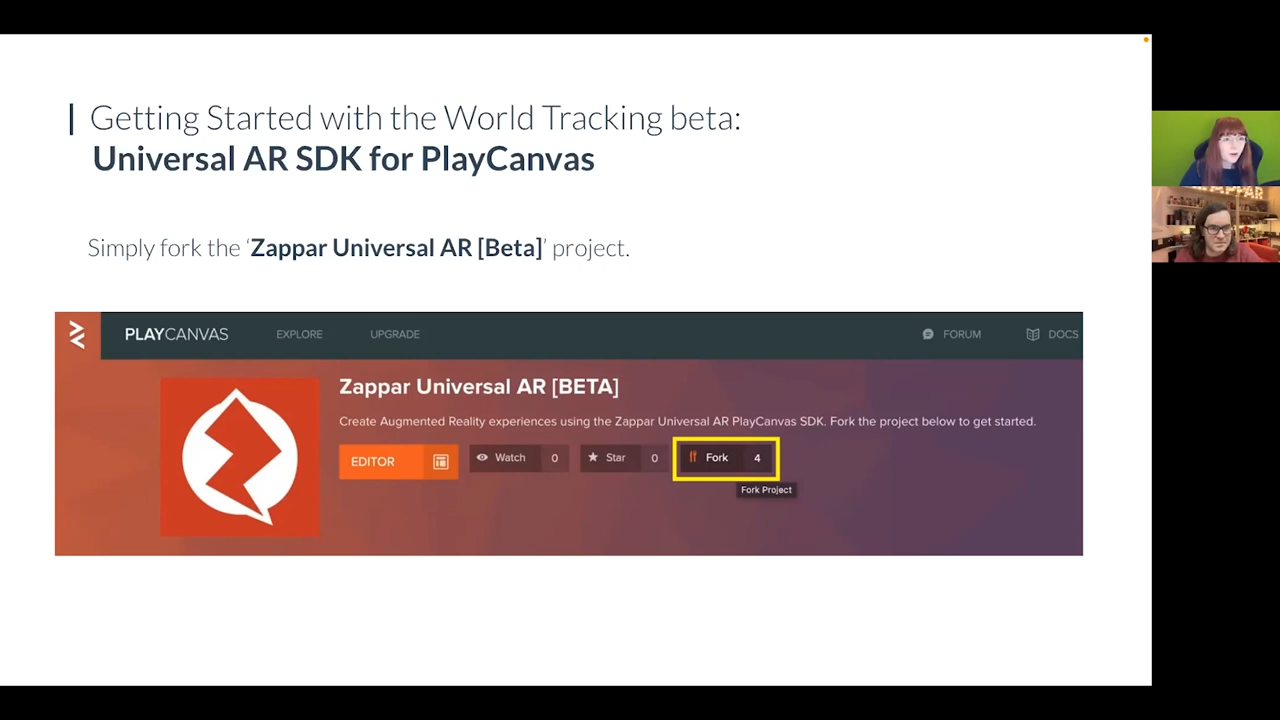 Getting Started with the World Tracking beta:
Universal AR SDK for PlayCanvas
Simply fork the ‘Zappar Universal AR [Beta]’ project.
PLAYCANVAS EXPLORE UPGRADE FORUM DOCS
Zappar Universal AR [BETA]
Create Augmented Reality experiences using the Zappar Universal AR PlayCanvas SDK. Fork the project below to get started.
EDITOR Watch 0 Star 0 Fork 4
Fork Project